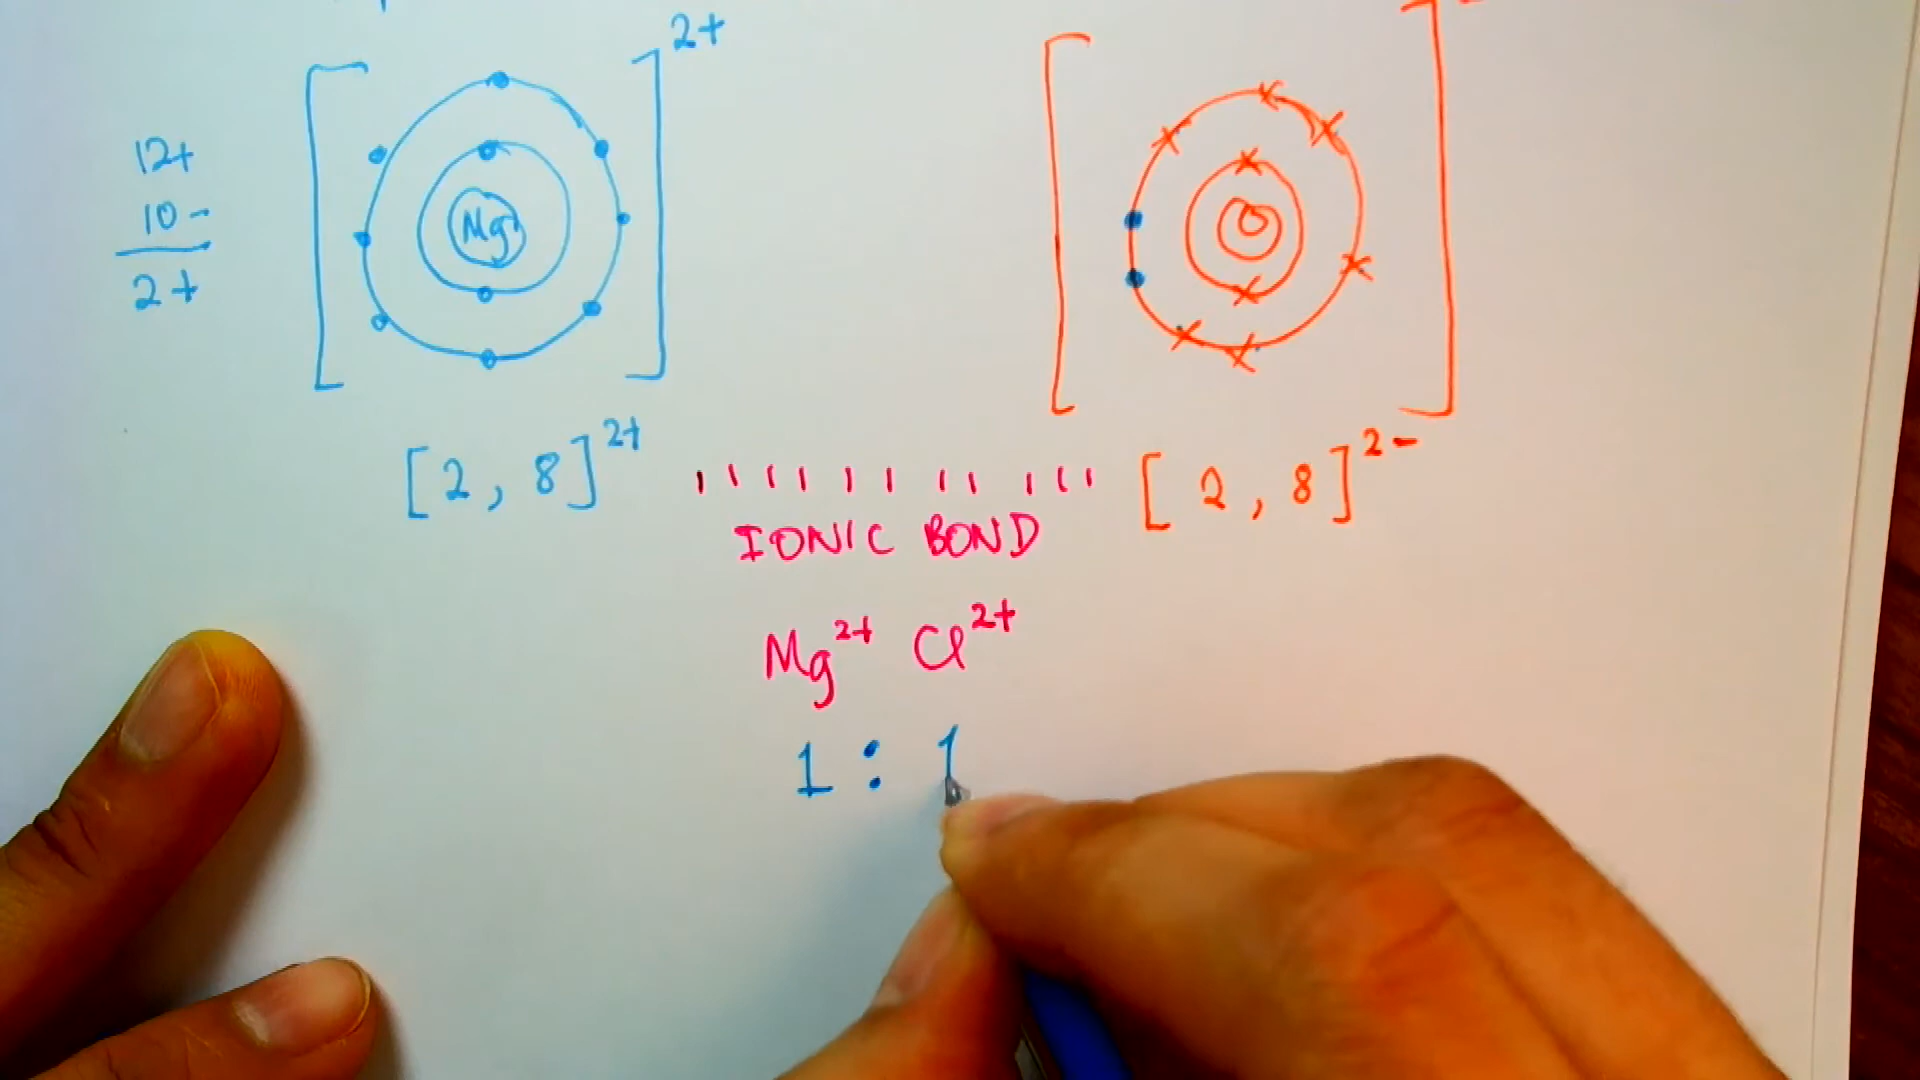 2+
12+
10-
2+
Mg
O
[2, 8]2+
[2, 8]2-
IONIC BOND
Mg2+ Cl2+
1 : 1